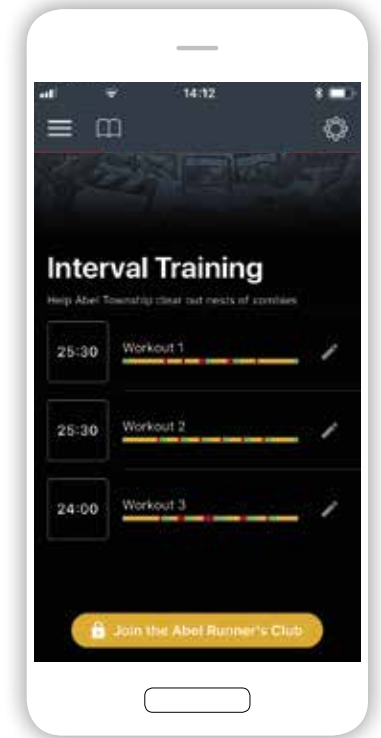 14:12
Interval Training
Help Abel Township clear out nests of zombies
25:30
Workout 1
25:30
Workout 2
24:00
Workout 3
Join the Abel Runner's Club